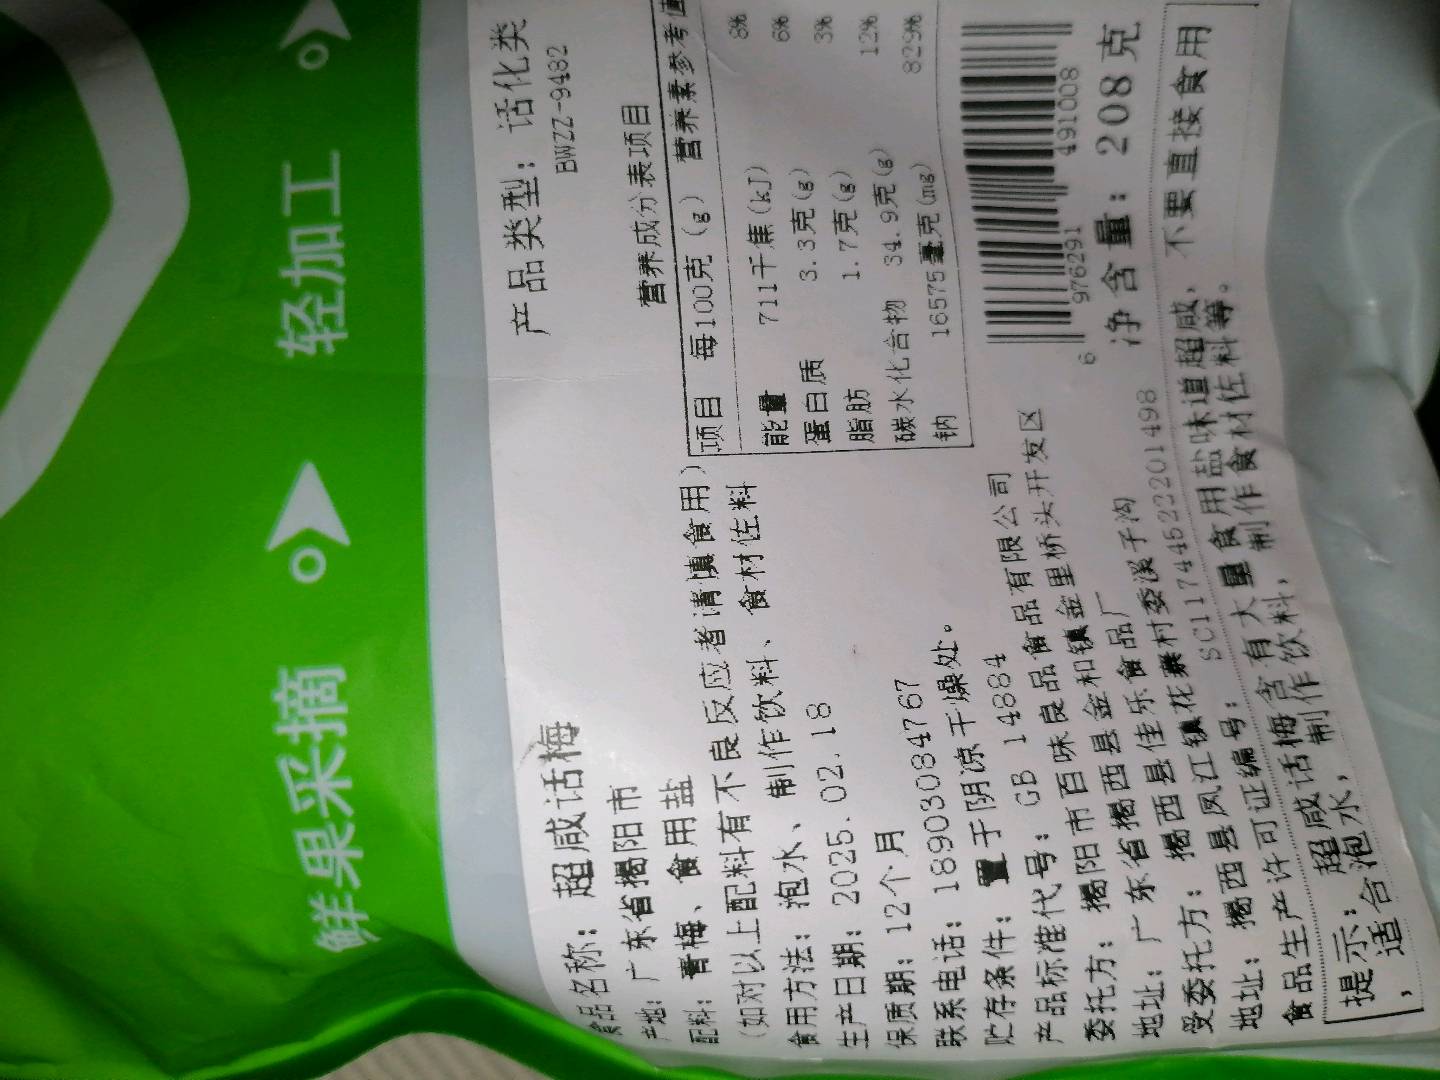 鲜果采摘 轻加工
产品类型：话化类
BWZZ-9482
食品名称：超咸话梅
产地：广东省揭阳市
配料：青梅、食用盐
(如对以上配料有不良反应者请慎食用)
食用方法：泡水、制作饮料、食材佐料
生产日期：2025.02.18
保质期：12个月
联系电话：18903084767
贮存条件：置于阴凉干燥处。
产品标准代号：GB 14884
委托方：揭阳市百味良品食品有限公司
地址：广东省揭西县金和镇金里桥头开发区
受委托方：揭西县佳乐食品厂
地址：揭西县凤江镇花寨村委溪子沟
食品生产许可证编号：SC11744522201498
营养成分表项目
项目 每100克(g) 营养素参考值
能量 711千焦(kJ) 8%
蛋白质 3.3克(g) 6%
脂肪 1.7克(g) 3%
碳水化合物 34.9克(g) 12%
钠 16575毫克(mg) 829%
6 976291 491008
净含量：208克
提示：超咸话梅含有大量食用盐味道超咸，不要直接食用
，适合泡水，制作饮料，制作食材佐料等。